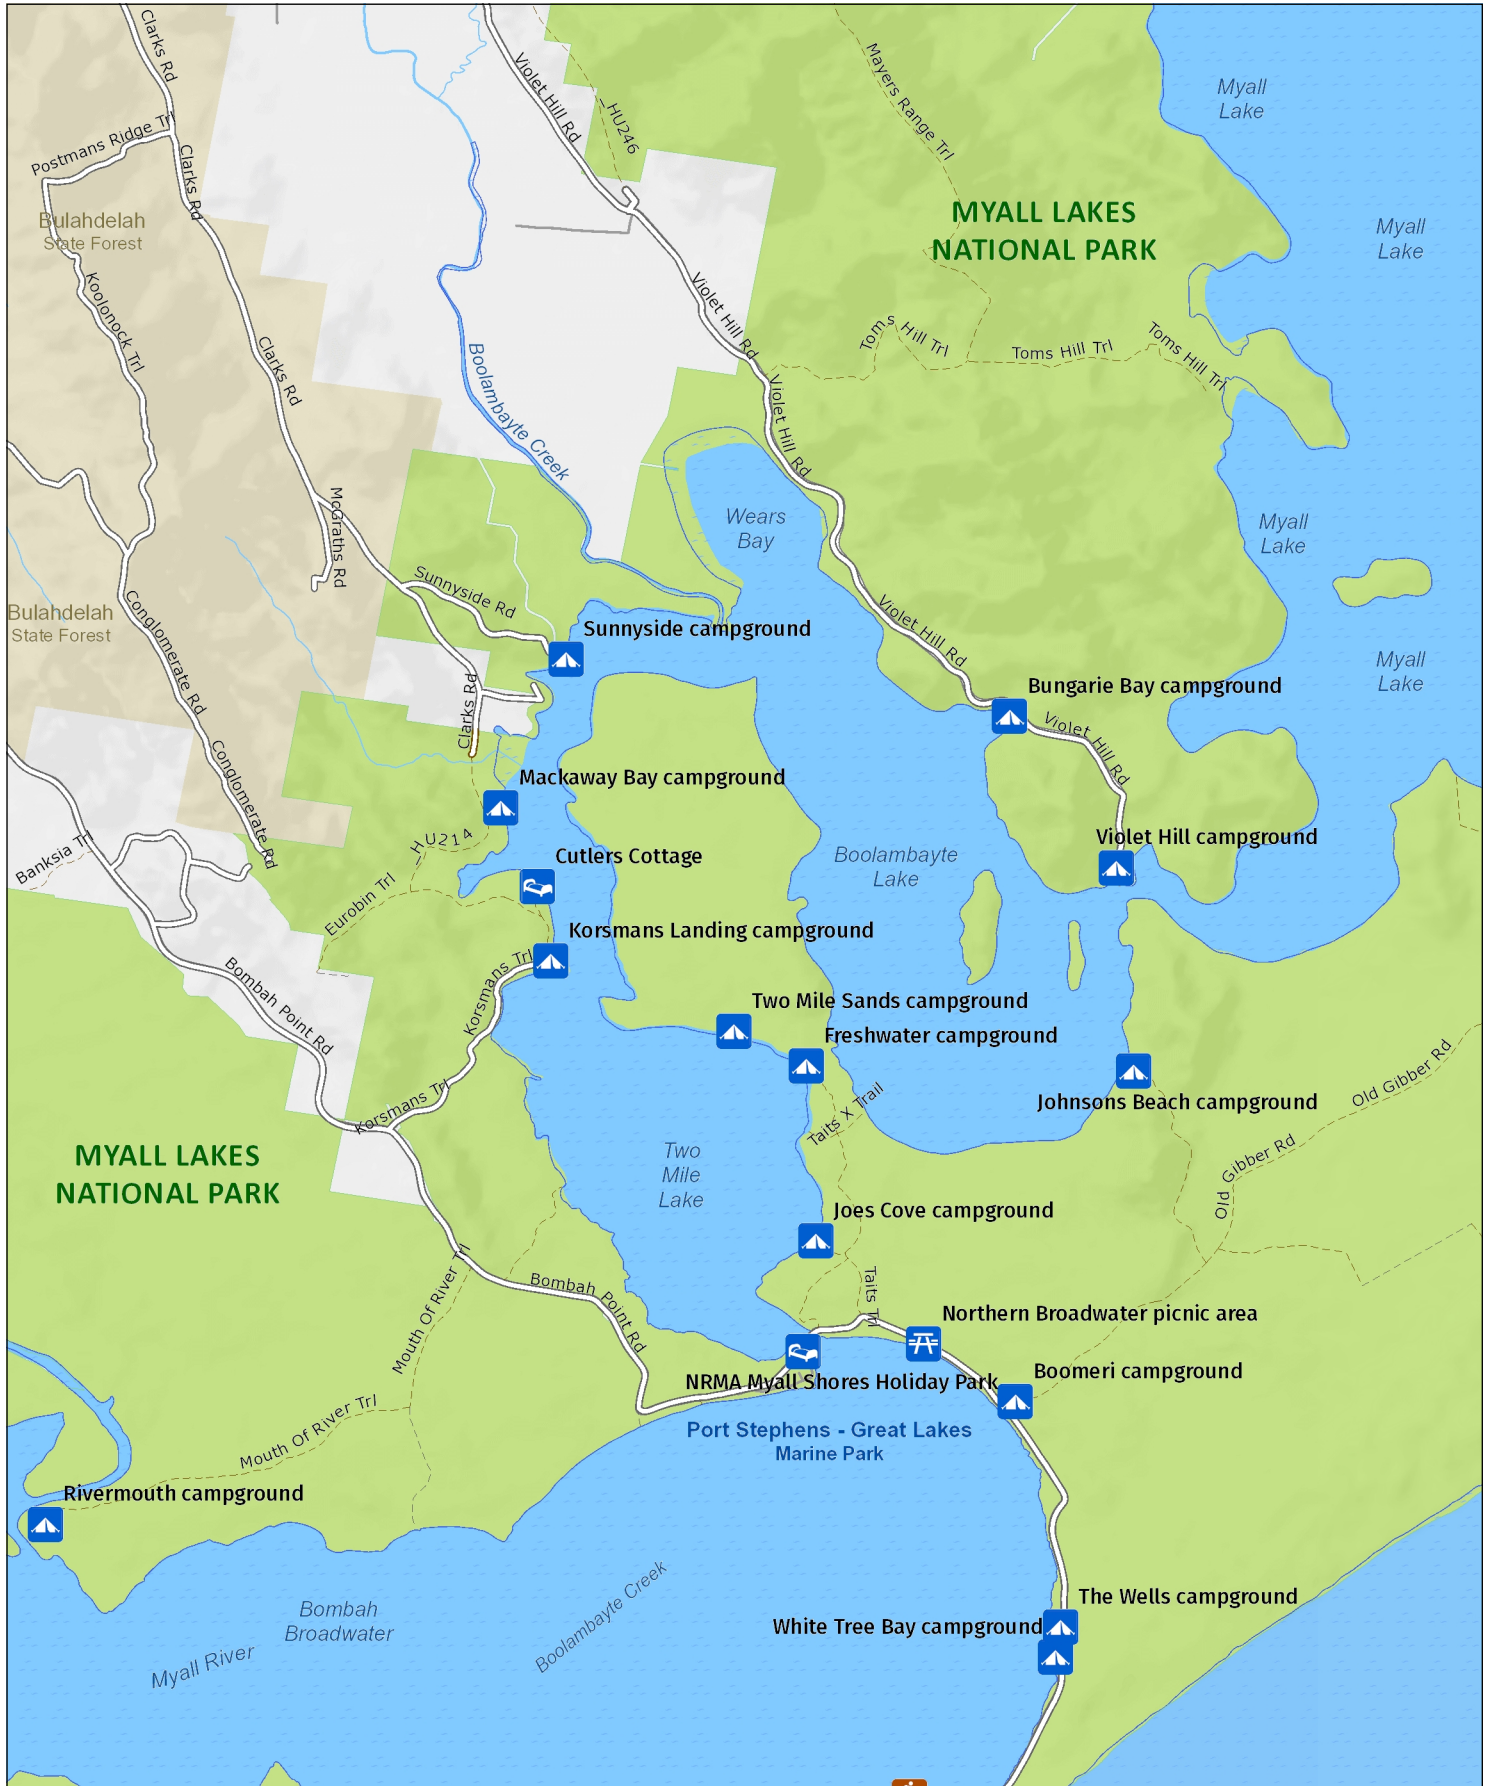 Clarks Rd
Violet Hill Rd
HU246
Mayers Range Trl
Myall
Lake
Postmans Ridge Trl
Clarks Rd
Bulahdelah
State Forest
MYALL LAKES
NATIONAL PARK
Myall
Lake
Koolonock Trl
Violet Hill Rd
Clarks Rd
Boolambayte Creek
Toms Hill Trl
Toms Hill Trl
Toms Hill Trl
Violet Hill Rd
McGraths Rd
Wears
Bay
Myall
Lake
Sunnyside Rd
Bulahdelah
State Forest
Conglomerate Rd
Sunnyside campground
Violet Hill Rd
Myall
Lake
Bungarie Bay campground
Clarks Rd
Violet Hill Rd
Conglomerate Rd
Mackaway Bay campground
HU214
Violet Hill campground
Banksia Trl
Cutlers Cottage
Boolambayte
Lake
Eurobin Trl
Korsmans Landing campground
Bombah Point Rd
Korsmans Trl
Two Mile Sands campground
Freshwater campground
Old Gibber Rd
Korsmans Trl
Taits X Trail
Johnsons Beach campground
MYALL LAKES
NATIONAL PARK
Two
Mile
Lake
Old Gibber Rd
Joes Cove campground
Mouth Of River Trl
Bombah Point Rd
Taits Trl
Northern Broadwater picnic area
NRMA Myall Shores Holiday Park
Boomeri campground
Mouth Of River Trl
Port Stephens - Great Lakes
Marine Park
Rivermouth campground
Bombah
Broadwater
Boolambayte Creek
The Wells campground
White Tree Bay campground
Myall River